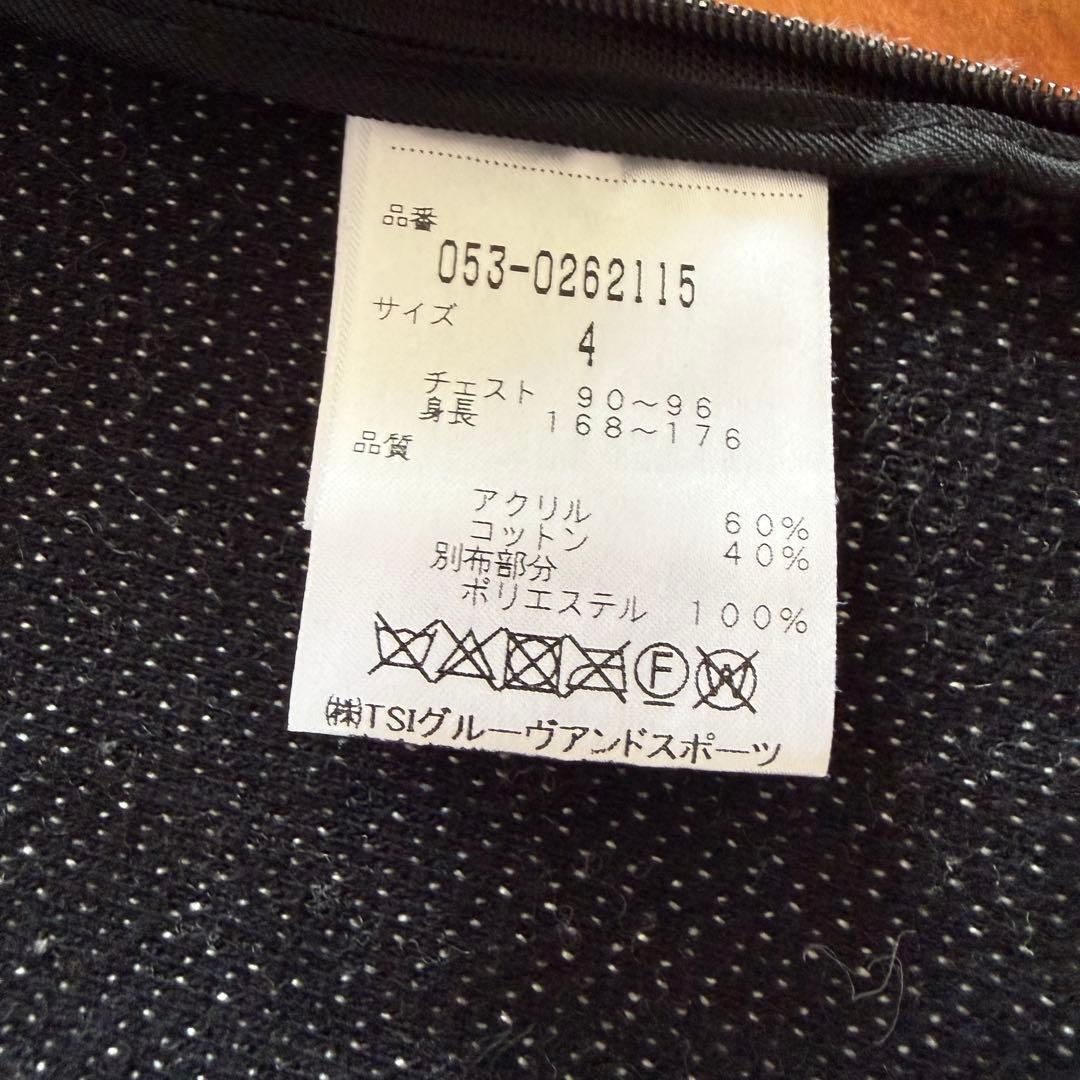 品番
053-0262115
サイズ
4
チェスト 90～96
身長 168～176
品質
アクリル 60%
コットン 40%
別布部分
ポリエステル 100%
F W
㈱TSIグルーヴアンドスポーツ